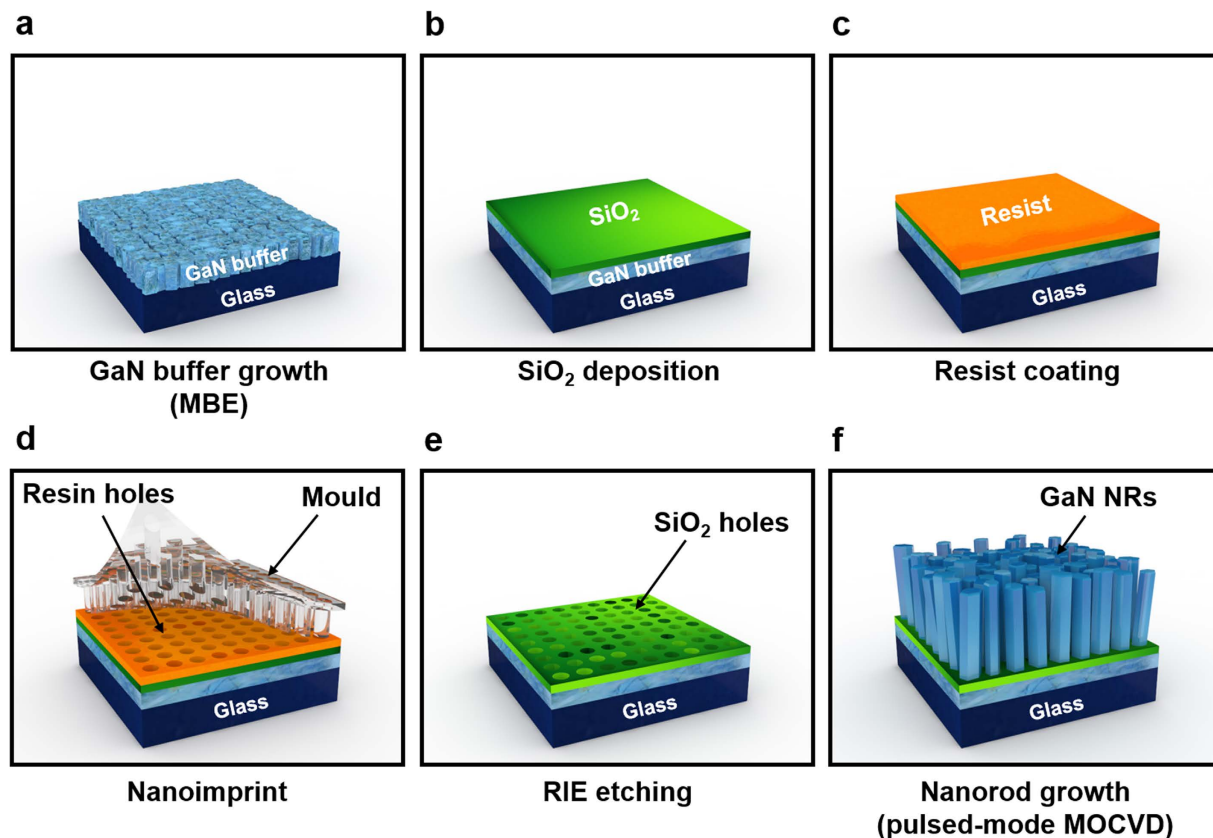 a
b
c
GaN buffer
Glass
SiO₂
GaN buffer
Glass
Resist
Glass
GaN buffer growth
(MBE)
SiO₂ deposition
Resist coating
d
e
f
Resin holes
Mould
Glass
SiO₂ holes
Glass
GaN NRs
Glass
Nanoimprint
RIE etching
Nanorod growth
(pulsed-mode MOCVD)